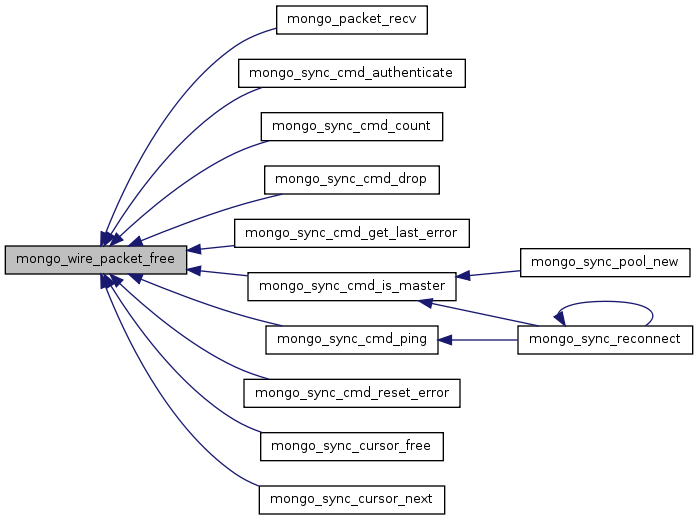 mongo_packet_recv
mongo_sync_cmd_authenticate
mongo_sync_cmd_count
mongo_sync_cmd_drop
mongo_sync_cmd_get_last_error
mongo_wire_packet_free
mongo_sync_cmd_is_master
mongo_sync_pool_new
mongo_sync_cmd_ping
mongo_sync_reconnect
mongo_sync_cmd_reset_error
mongo_sync_cursor_free
mongo_sync_cursor_next